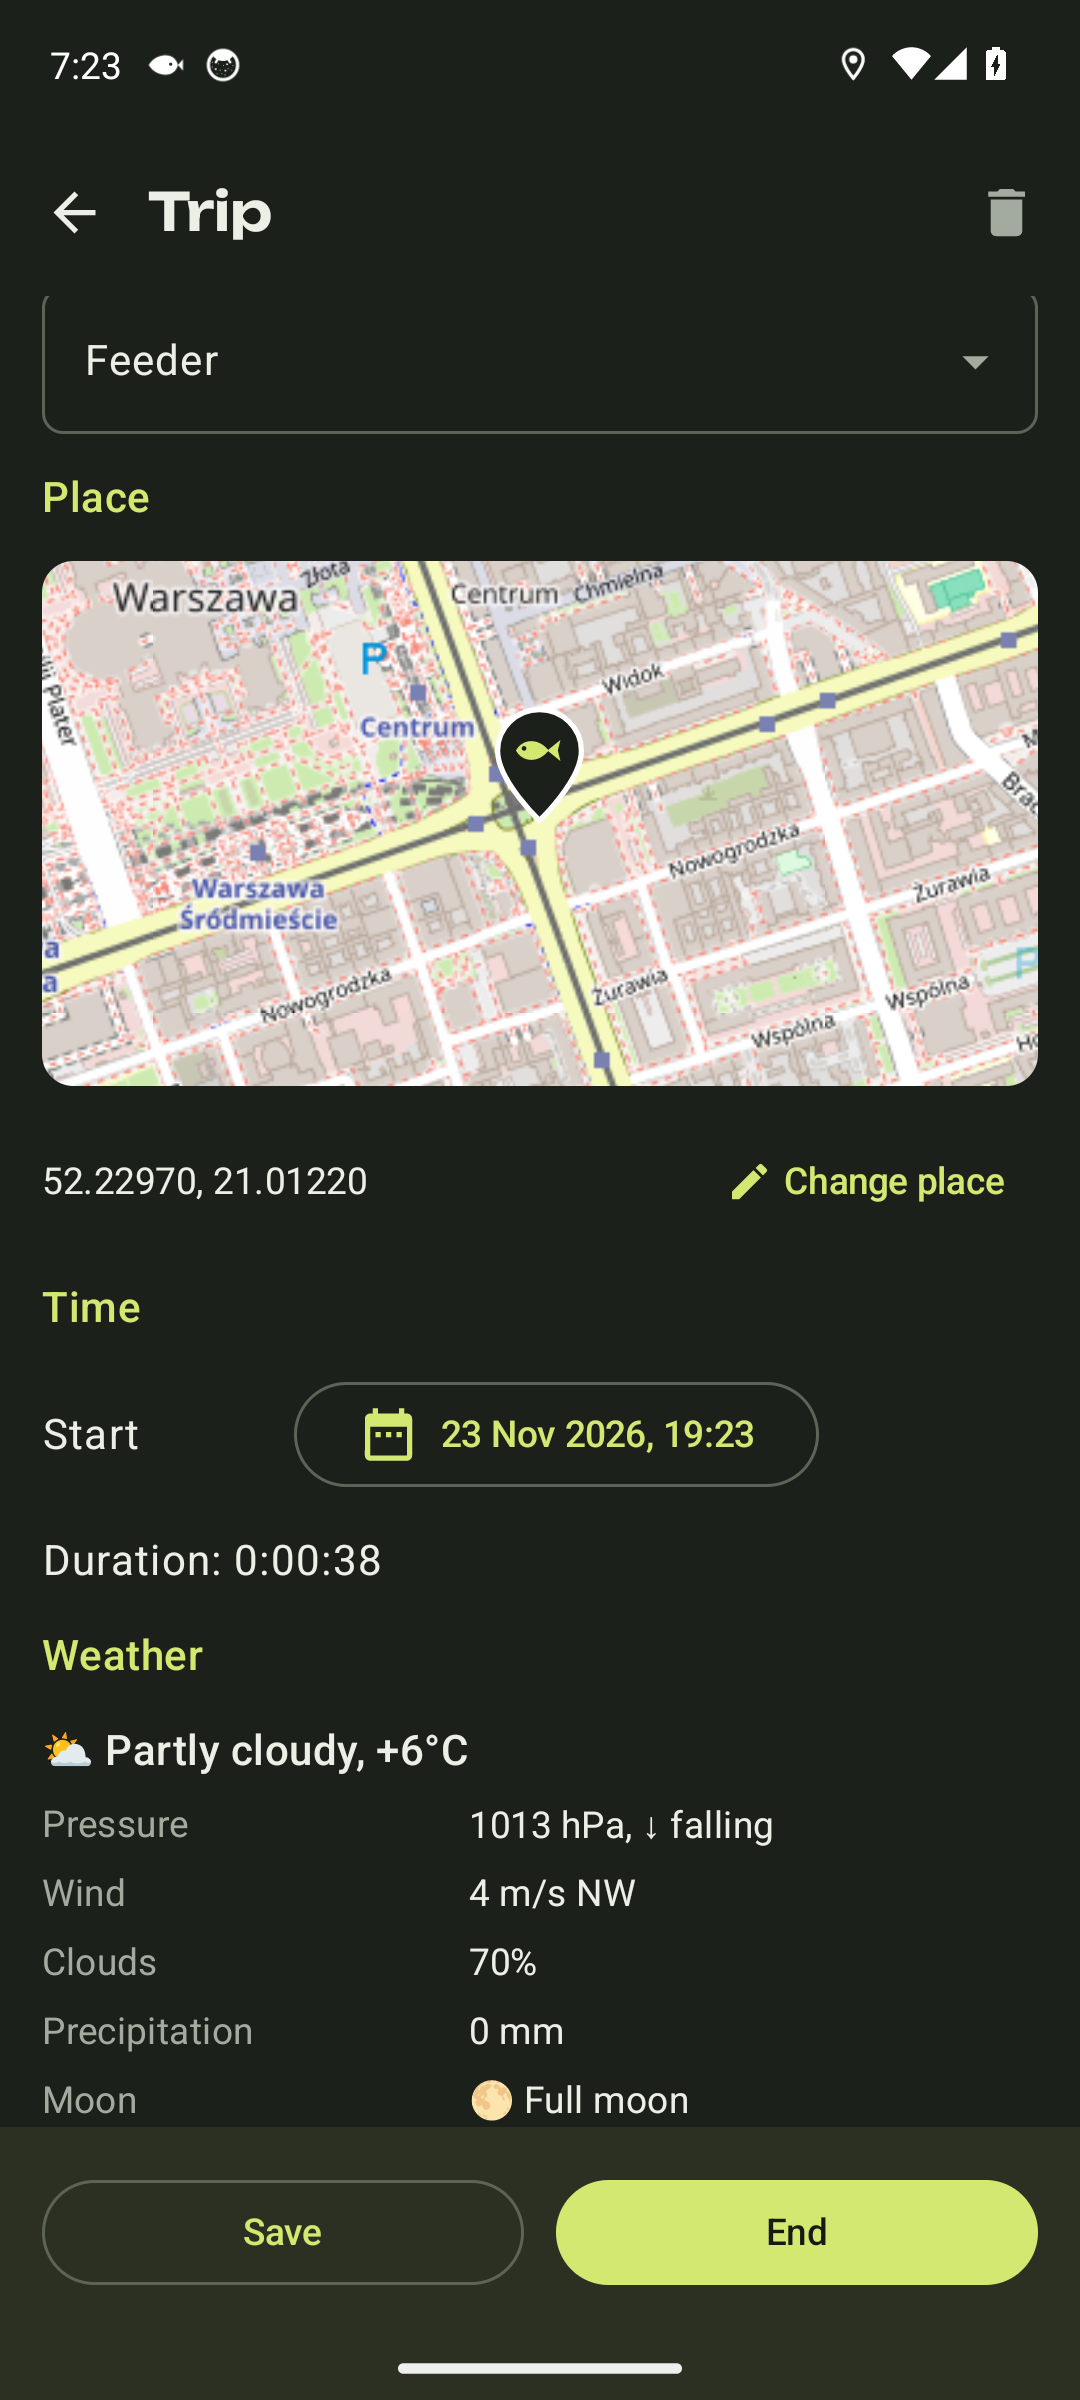 7:23
Trip
Feeder
Place
Warszawa
Złota
Centrum
Chmielna
P
Widok
Centrum
Warszawa
Śródmieście
Nowogrodzka
Żurawia
a
a
Nowogrodzka
Żurawia
Wspólna
Wspólna
52.22970, 21.01220
Change place
Time
Start
23 Nov 2026, 19:23
Duration: 0:00:38
Weather
Partly cloudy, +6°C
Pressure
1013 hPa, ↓ falling
Wind
4 m/s NW
Clouds
70%
Precipitation
0 mm
Moon
Full moon
Save
End